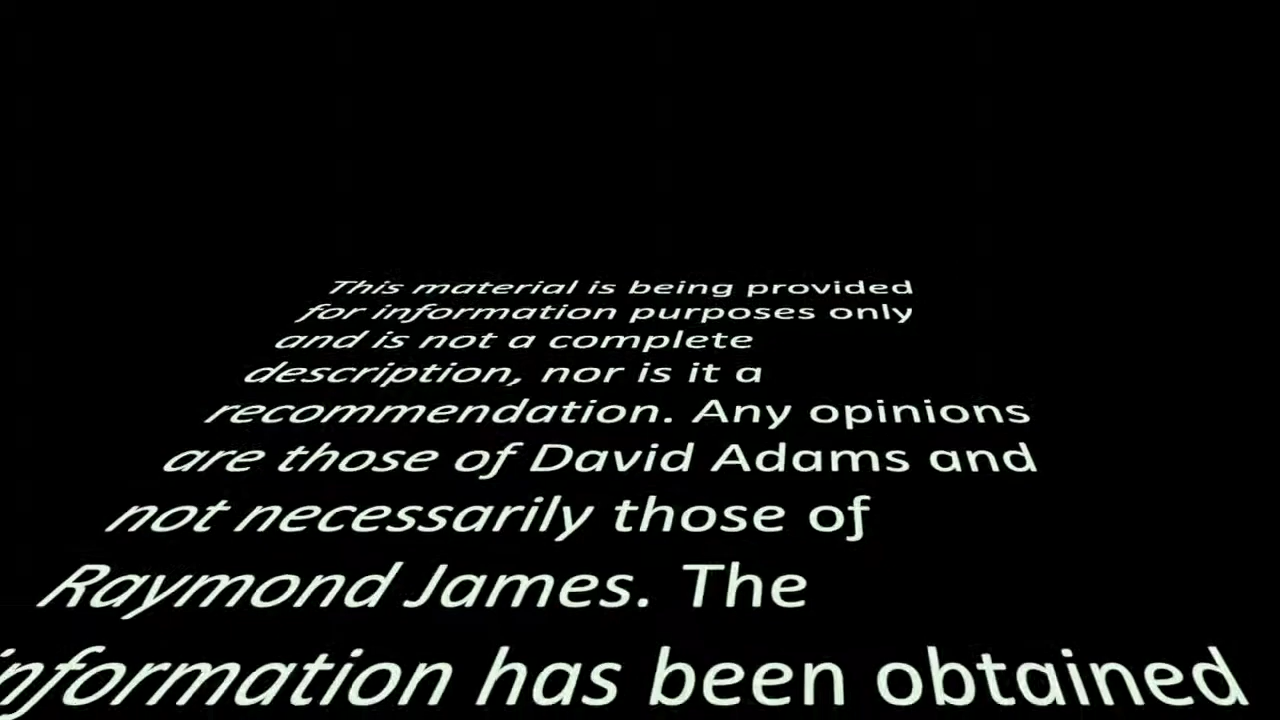 This material is being provided
for information purposes only
and is not a complete
description, nor is it a
recommendation. Any opinions
are those of David Adams and
not necessarily those of
Raymond James. The
information has been obtained